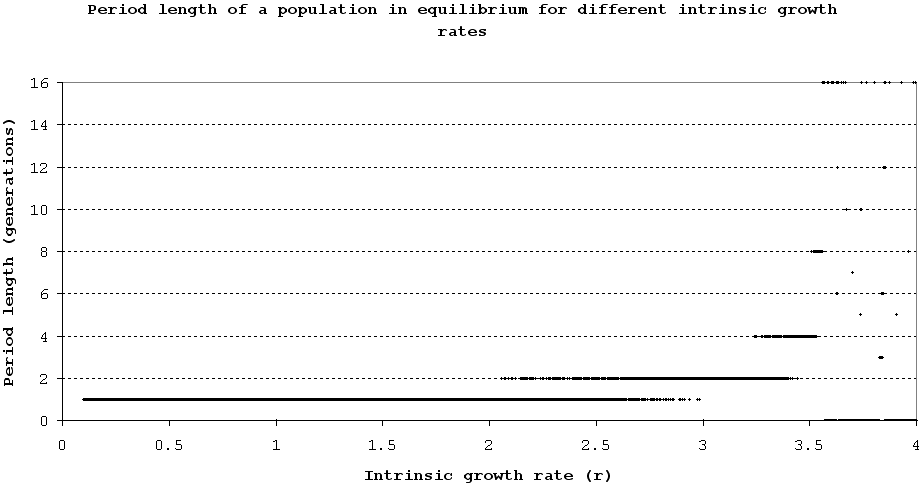 Period length of a population in equilibrium for different intrinsic growth
rates
16
14
12
10
8
6
4
2
0
Period length (generations)
0 0.5 1 1.5 2 2.5 3 3.5 4
Intrinsic growth rate (r)